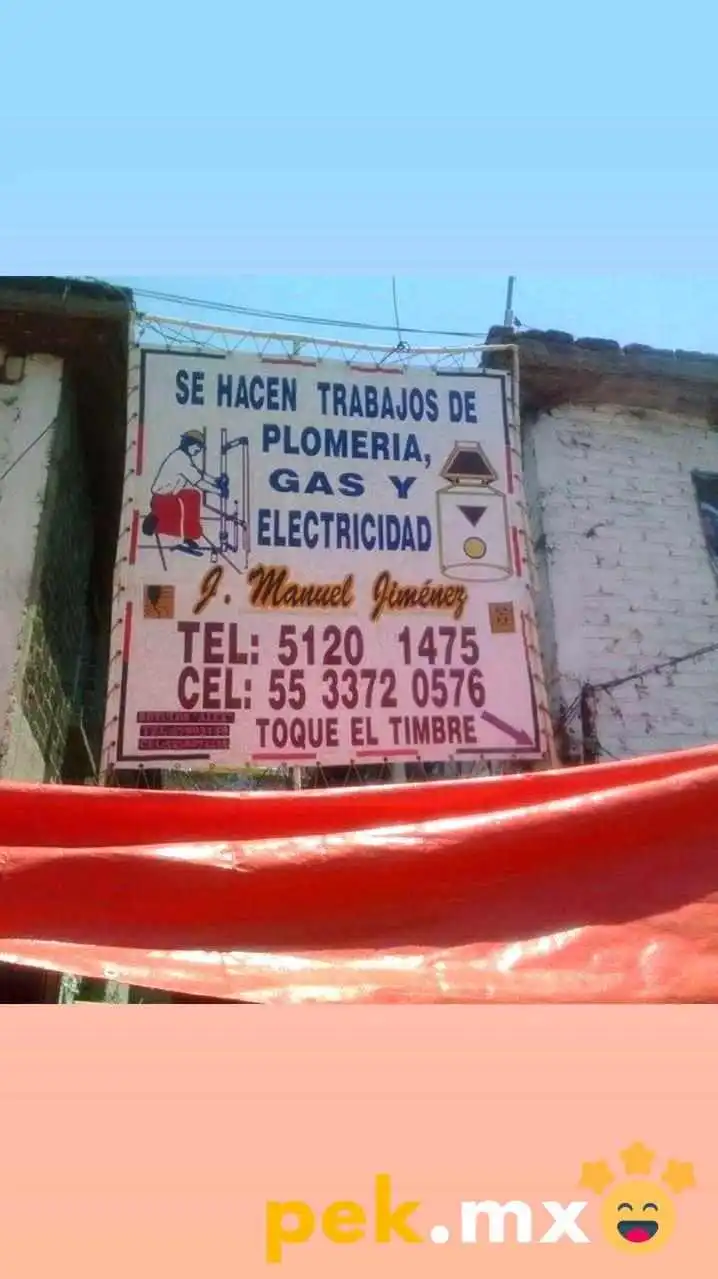 SE HACEN TRABAJOS DE
PLOMERIA,
GAS Y
ELECTRICIDAD
J. Manuel Jiménez
TEL: 5120 1475
CEL: 55 3372 0576
TOQUE EL TIMBRE
pek.mx